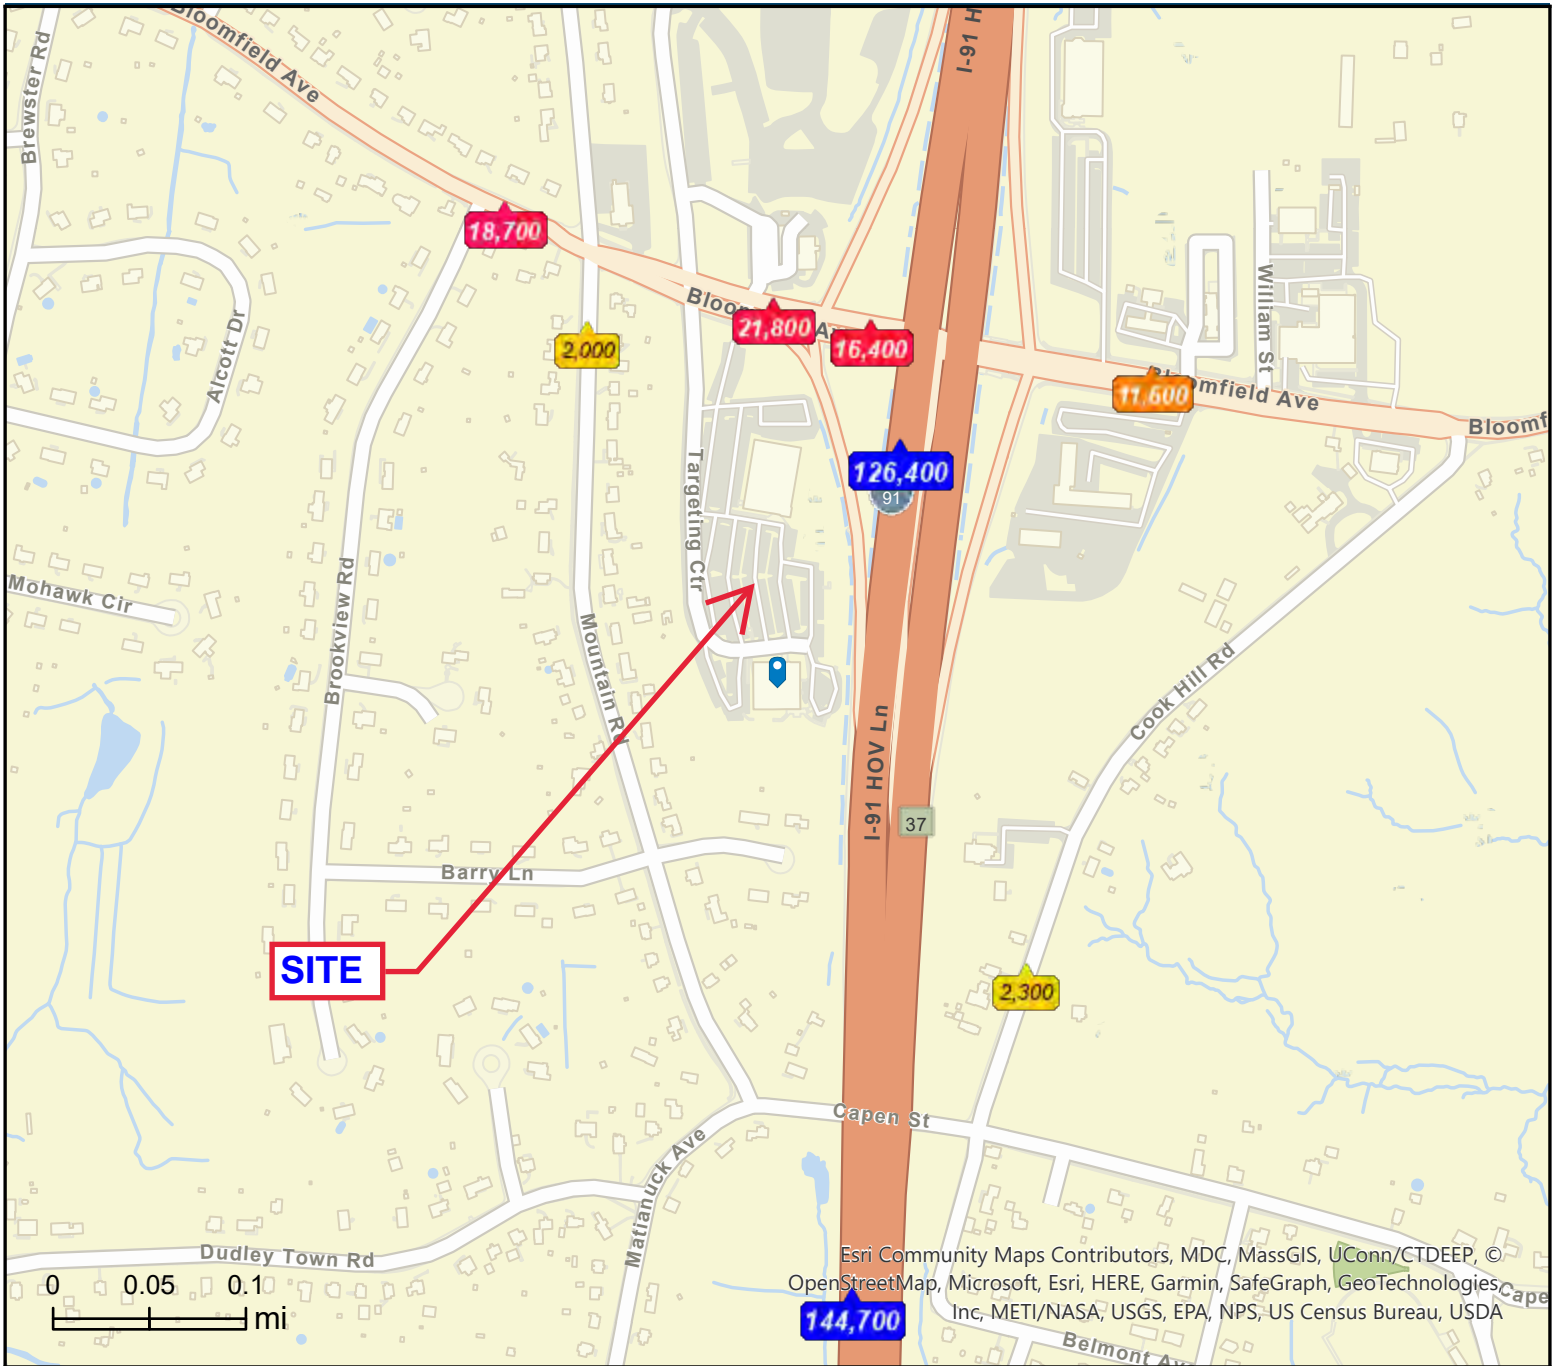 Bloomfield Ave
I-91 H
Brewster Rd
18,700
Bloo
21,800
Av
16,400
William St
Alcott Dr
2,000
11,600
Bloomfield Ave
Bloomf
126,400
91
Targeting Ctr
Mohawk Cir
Brookview Rd
Mountain Rd
Cook Hill Rd
I-91 HOV Ln
37
Barry Ln
SITE
2,300
Capen St
Matianuck Ave
Dudley Town Rd
Esri Community Maps Contributors, MDC, MassGIS, UConn/CTDEEP, ©
OpenStreetMap, Microsoft, Esri, HERE, Garmin, SafeGraph, GeoTechnologies,
Inc, METI/NASA, USGS, EPA, NPS, US Census Bureau, USDA
Cape
0 0.05 0.1
mi
144,700
Belmont Av